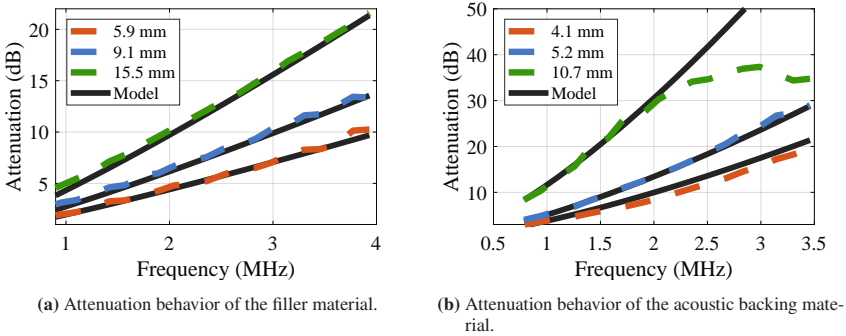 (a)
20
15
10
5
Attenuation (dB)
5.9 mm
9.1 mm
15.5 mm
Model
1
2
3
4
Frequency (MHz)
(a) Attenuation behavior of the filler material.
(b)
50
40
30
20
10
Attenuation (dB)
4.1 mm
5.2 mm
10.7 mm
Model
0.5
1
1.5
2
2.5
3
3.5
Frequency (MHz)
(b) Attenuation behavior of the acoustic backing mate-
rial.